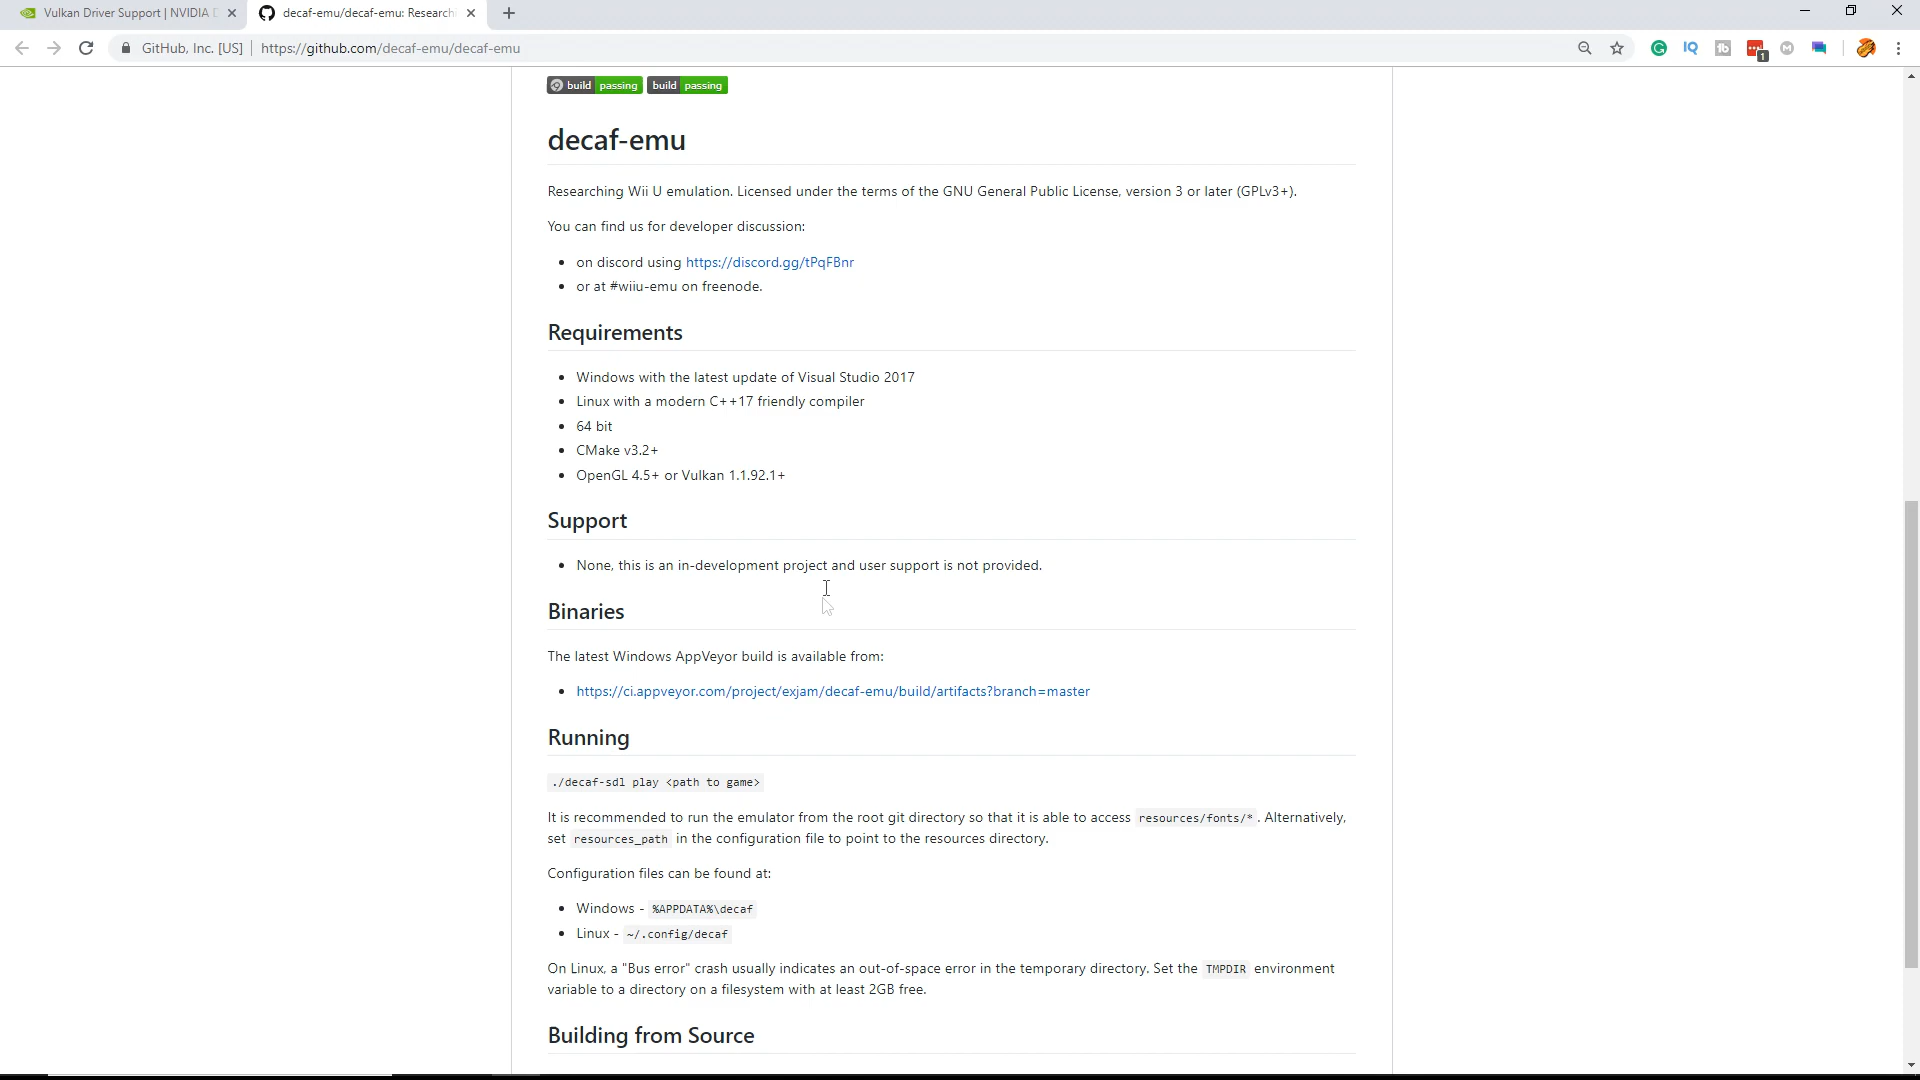 Vulkan Driver Support | NVIDIA D
decaf-emu/decaf-emu: Research
GitHub, Inc. [US] | https://github.com/decaf-emu/decaf-emu
build passing build passing
decaf-emu
Researching Wii U emulation. Licensed under the terms of the GNU General Public License, version 3 or later (GPLv3+).
You can find us for developer discussion:
• on discord using https://discord.gg/tPqFBnr
• or at #wiiu-emu on freenode.
Requirements
• Windows with the latest update of Visual Studio 2017
• Linux with a modern C++17 friendly compiler
• 64 bit
• CMake v3.2+
• OpenGL 4.5+ or Vulkan 1.1.92.1+
Support
• None, this is an in-development project and user support is not provided.
Binaries
The latest Windows AppVeyor build is available from:
• https://ci.appveyor.com/project/exjam/decaf-emu/build/artifacts?branch=master
Running
./decaf-sdl play <path to game>
It is recommended to run the emulator from the root git directory so that it is able to access resources/fonts/* . Alternatively,
set resources_path in the configuration file to point to the resources directory.
Configuration files can be found at:
• Windows - %APPDATA%\decaf
• Linux - ~/.config/decaf
On Linux, a "Bus error" crash usually indicates an out-of-space error in the temporary directory. Set the TMPDIR environment
variable to a directory on a filesystem with at least 2GB free.
Building from Source